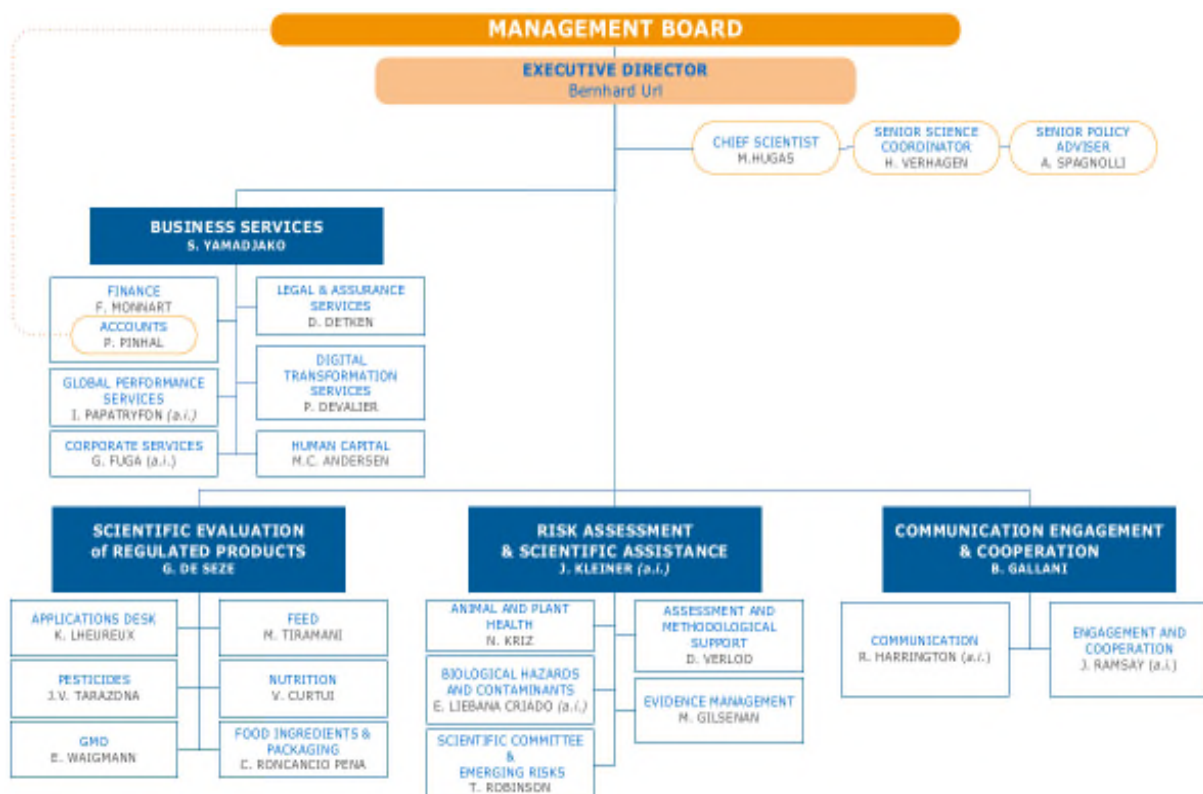 MANAGEMENT BOARD
EXECUTIVE DIRECTOR
Bernhard Url
CHIEF SCIENTIST
M.HUGAS
SENIOR SCIENCE
COORDINATOR
H. VERHAGEN
SENIOR POLICY
ADVISER
A. SPAGNOLLI
BUSINESS SERVICES
S. YAMADJAKO
FINANCE
F. MONNART
ACCOUNTS
P. PINHAL
LEGAL & ASSURANCE
SERVICES
D. DETKEN
GLOBAL PERFORMANCE
SERVICES
I. PAPATRYFON (a.i.)
DIGITAL
TRANSFORMATION
SERVICES
P. DEVALIER
CORPORATE SERVICES
G. FUGA (a.i.)
HUMAN CAPITAL
M.C. ANDERSEN
SCIENTIFIC EVALUATION
of REGULATED PRODUCTS
G. DE SEZE
APPLICATIONS DESK
K. LHEUREUX
FEED
M. TIRAMANI
PESTICIDES
J.V. TARAZONA
NUTRITION
V. CURTUI
GMO
E. WAIGMANN
FOOD INGREDIENTS &
PACKAGING
C. RONCANCIO PENA
RISK ASSESSMENT
& SCIENTIFIC ASSISTANCE
J. KLEINER (a.i.)
ANIMAL AND PLANT
HEALTH
N. KRIZ
ASSESSMENT AND
METHODOLOGICAL
SUPPORT
D. VERLOO
BIOLOGICAL HAZARDS
AND CONTAMINANTS
E. LIEBANA CRIADO (a.i.)
EVIDENCE MANAGEMENT
M. GILSENAN
SCIENTIFIC COMMITTEE
&
EMERGING RISKS
T. ROBINSON
COMMUNICATION ENGAGEMENT
& COOPERATION
B. GALLANI
COMMUNICATION
R. HARRINGTON (a.i.)
ENGAGEMENT AND
COOPERATION
J. RAMSAY (a.i.)